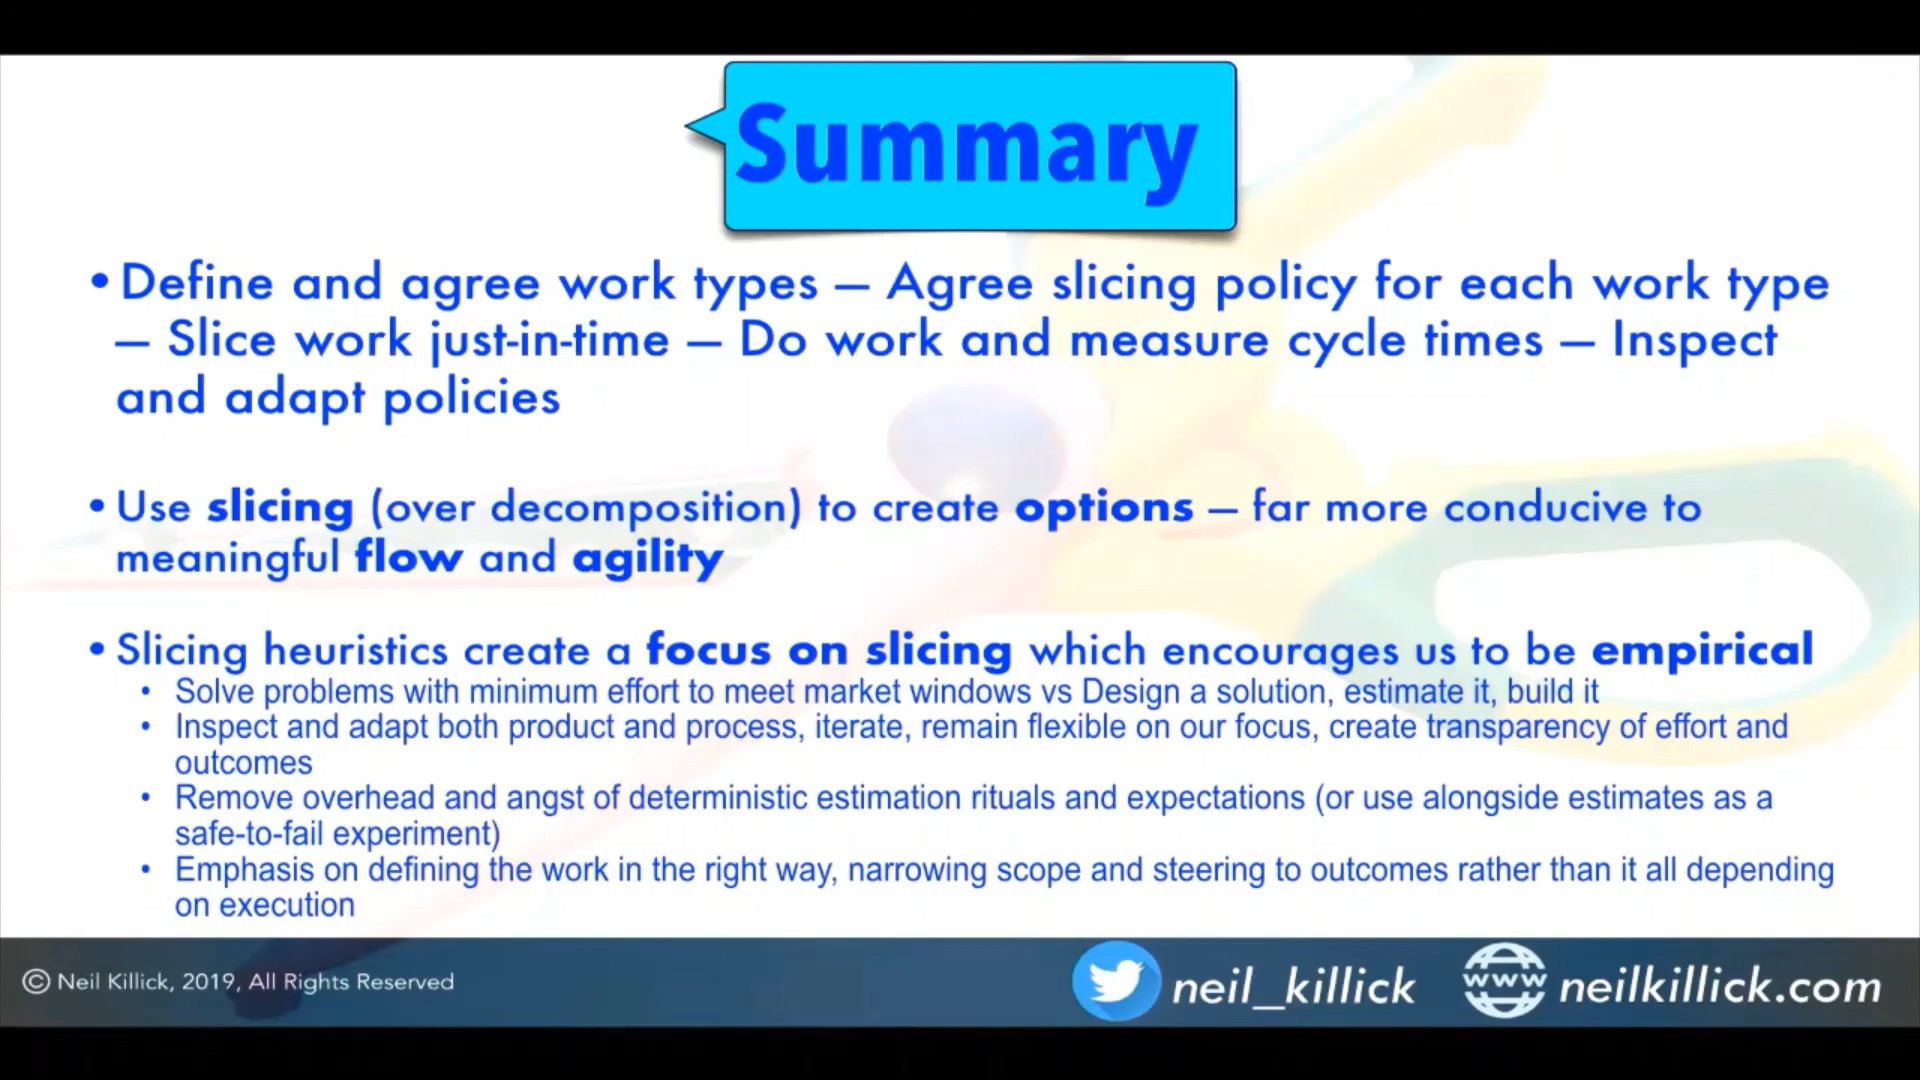 Summary
•Define and agree work types — Agree slicing policy for each work type
— Slice work just-in-time — Do work and measure cycle times — Inspect
and adapt policies
• Use slicing (over decomposition) to create options — far more conducive to
meaningful flow and agility
• Slicing heuristics create a focus on slicing which encourages us to be empirical
• Solve problems with minimum effort to meet market windows vs Design a solution, estimate it, build it
• Inspect and adapt both product and process, iterate, remain flexible on our focus, create transparency of effort and
outcomes
• Remove overhead and angst of deterministic estimation rituals and expectations (or use alongside estimates as a
safe-to-fail experiment)
• Emphasis on defining the work in the right way, narrowing scope and steering to outcomes rather than it all depending
on execution
© Neil Killick, 2019, All Rights Reserved
neil_killick
www
neilkillick.com